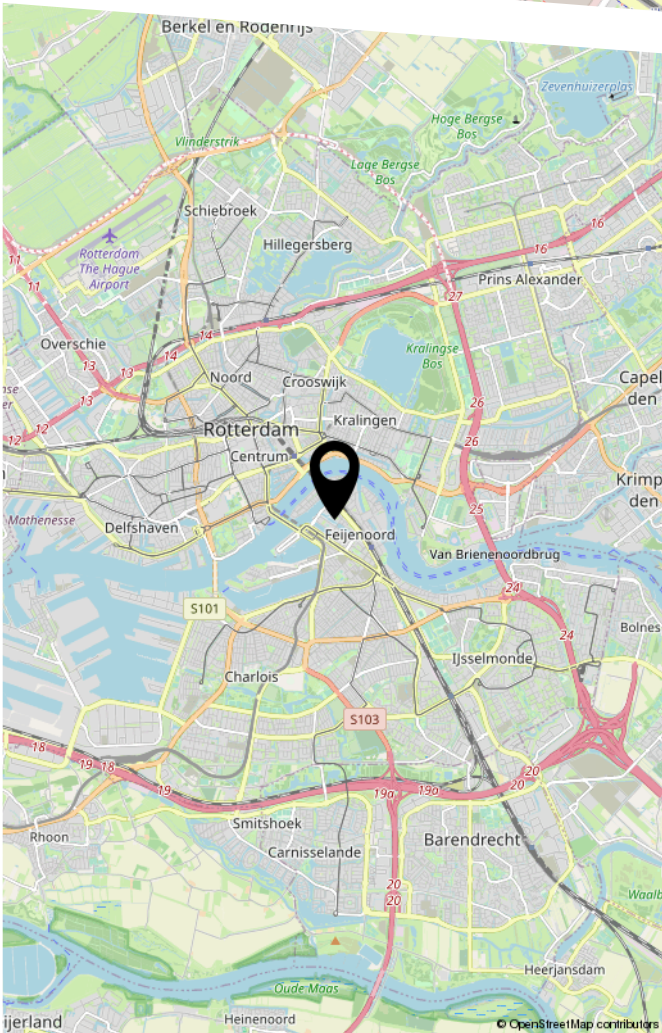 Berkel en Rodenrijs
Zevenhuizerplas
Hoge Bergse
Bos
Vlinderstrik
Lage Bergse
Bos
Schiebroek
16
Hillegersberg
16
11
Rotterdam
The Hague
Airport
11
Prins Alexander
27
14
Overschie
14
Kralingse
Bos
13
13
Noord
Crooswijk
Capel
den
12
13
26
12
Rotterdam
Kralingen
26
Centrum
Krimp
den
25
Mathenesse
Delfshaven
Feijenoord
Van Brienenoordbrug
24
S101
24
Bolnes
IJsselmonde
Charlois
S103
18
19
18
20
20
19
19a
19a
Smitshoek
Rhoon
Barendrecht
Carnisselande
20
20
Waalb
Heerjansdam
Oude Maas
ijerland
Heinenoord
© OpenStreetMap contributors